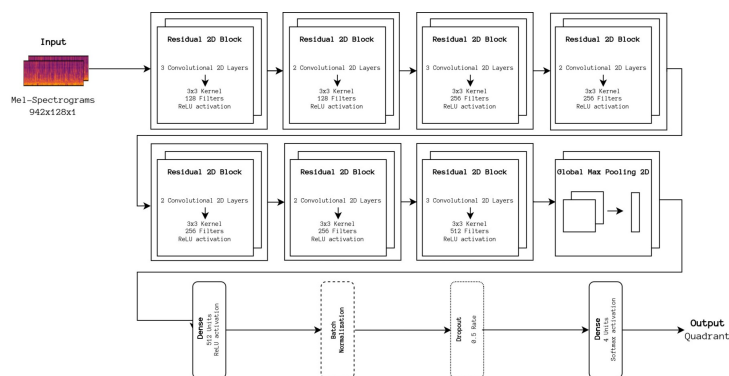 Input
Mel-Spectrograms
942x128x1
Residual 2D Block
3 Convolutional 2D Layers
3x3 Kernel
128 Filters
ReLU activation
Residual 2D Block
2 Convolutional 2D Layers
3x3 Kernel
128 Filters
ReLU activation
Residual 2D Block
3 Convolutional 2D Layers
3x3 Kernel
256 Filters
ReLU activation
Residual 2D Block
2 Convolutional 2D Layers
3x3 Kernel
256 Filters
ReLU activation
Residual 2D Block
2 Convolutional 2D Layers
3x3 Kernel
256 Filters
ReLU activation
Residual 2D Block
2 Convolutional 2D Layers
3x3 Kernel
256 Filters
ReLU activation
Residual 2D Block
3 Convolutional 2D Layers
3x3 Kernel
512 Filters
ReLU activation
Global Max Pooling 2D
Dense
512 Units
ReLU activation
Batch
Normalization
Dropout
0.5 Rate
Dense
4 Units
Softmax activation
Output
Quadrant